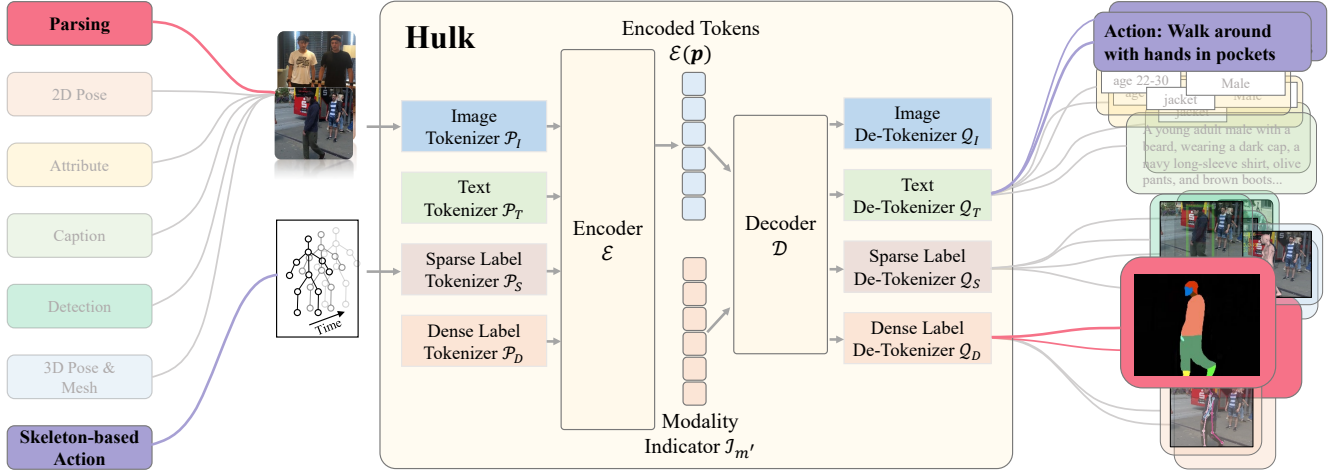 Parsing
2D Pose
Attribute
Caption
Detection
3D Pose &
Mesh
Skeleton-based
Action
Time
Hulk
Image
Tokenizer 𝒫_I
Text
Tokenizer 𝒫_T
Sparse Label
Tokenizer 𝒫_S
Dense Label
Tokenizer 𝒫_D
Encoder
ℰ
Encoded Tokens
ℰ(𝒑)
Modality
Indicator ℐ_m′
Decoder
𝒟
Image
De-Tokenizer 𝒬_I
Text
De-Tokenizer 𝒬_T
Sparse Label
De-Tokenizer 𝒬_S
Dense Label
De-Tokenizer 𝒬_D
Action: Walk around
with hands in pockets
age 22-30
Male
age
Male
jacket
jacket
A young adult male with a
beard, wearing a dark cap, a
navy long-sleeve shirt, olive
pants, and brown boots...